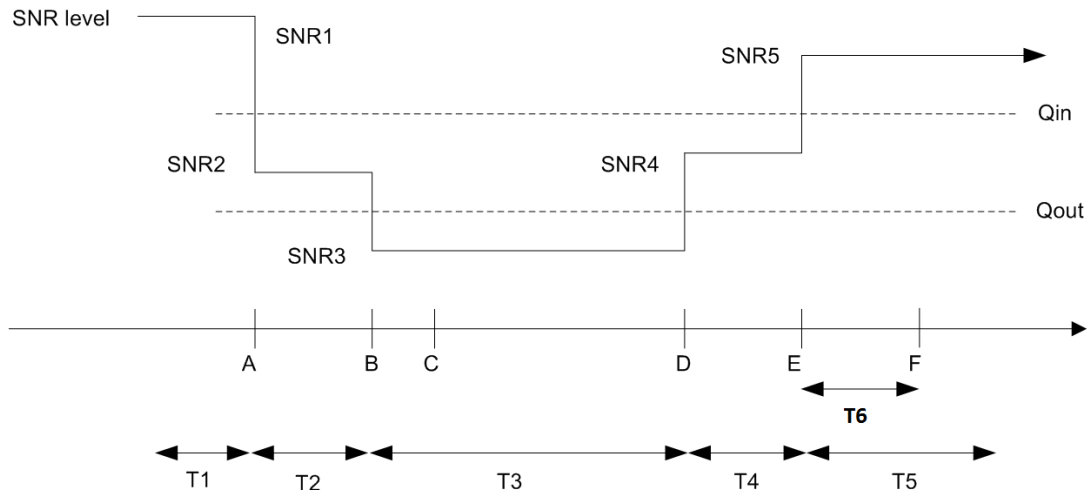 SNR level
SNR1
SNR5
Qin
SNR2
SNR4
Qout
SNR3
A B C D E F
T6
T1 T2 T3 T4 T5